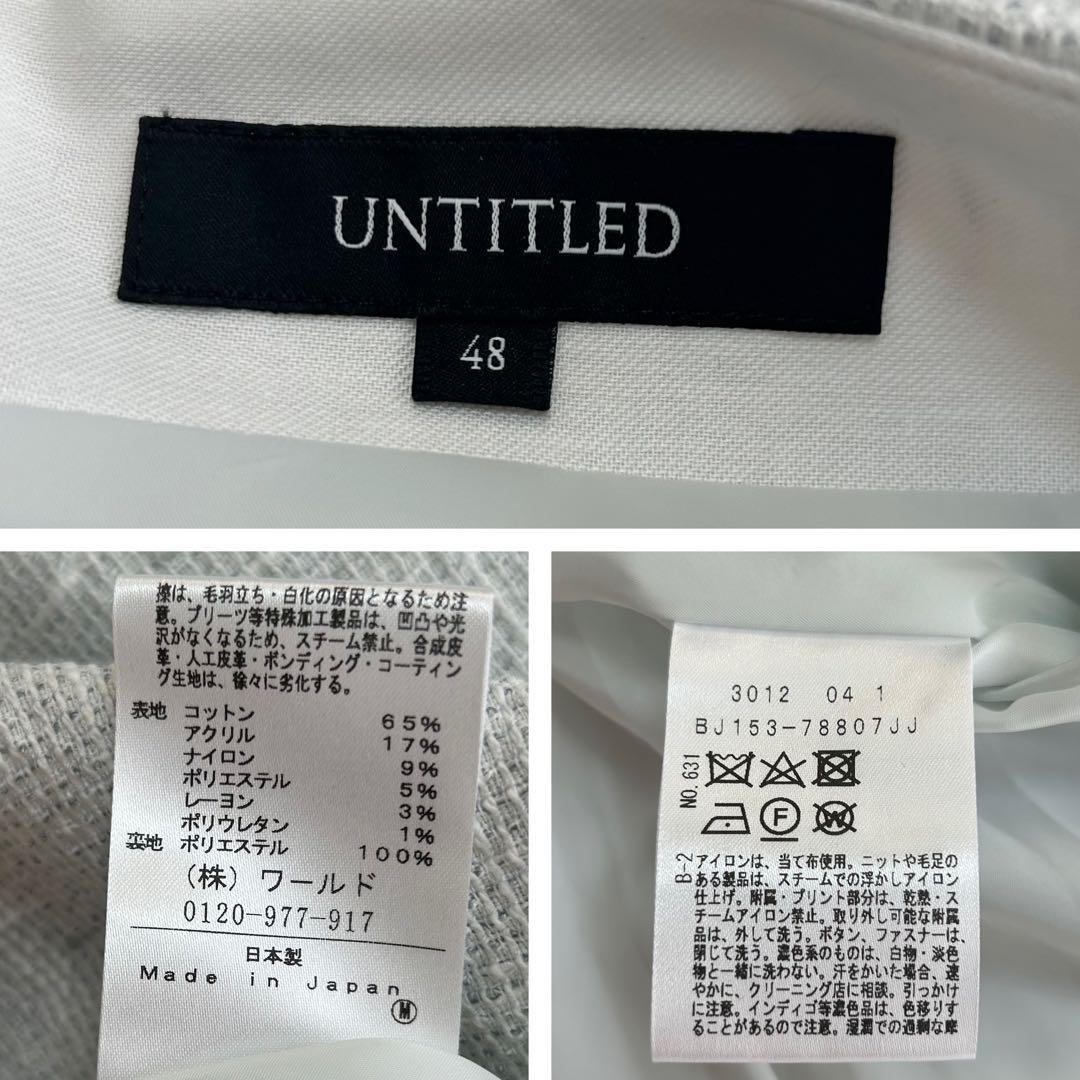 UNTITLED
48
擦は、毛羽立ち・白化の原因となるため注
意。プリーツ等特殊加工製品は、凹凸や光
沢がなくなるため、スチーム禁止。合成皮
革・人工皮革・ボンディング・コーティン
グ生地は、徐々に劣化する。
表地 コットン 65%
アクリル 17%
ナイロン 9%
ポリエステル 5%
レーヨン 3%
ポリウレタン 1%
裏地 ポリエステル 100%
(株)ワールド
0120-977-917
日本製
Made in Japan
M
3012 04 1
BJ153-78807JJ
NO.631
F
W
B-2
アイロンは、当て布使用。ニットや毛足の
ある製品は、スチームでの浮かしアイロン
仕上げ。附属・プリント部分は、乾熱・ス
チームアイロン禁止。取り外し可能な附属
品は、外して洗う。ボタン、ファスナーは、
閉じて洗う。濃色系のものは、白物・淡色
物と一緒に洗わない。汗をかいた場合、速
やかに、クリーニング店に相談。引っかけ
に注意。インディゴ等濃色品は、色移りす
ることがあるので注意。湿潤での過剰な摩